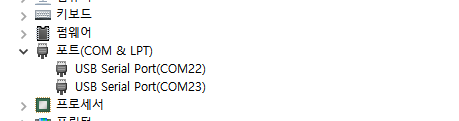 키보드
펌웨어
포트(COM & LPT)
USB Serial Port(COM22)
USB Serial Port(COM23)
프로세서